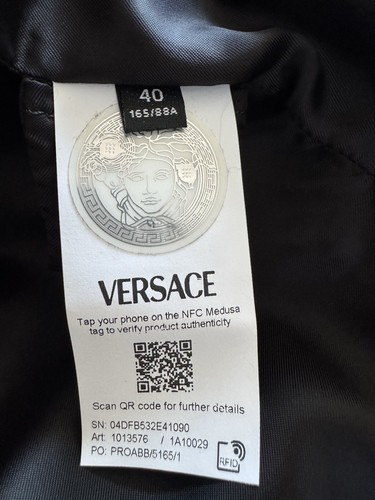 40
165/88A
VERSACE
Tap your phone on the NFC Medusa
tag to verify product authenticity
Scan QR code for further details
SN: 04DFB532E41090
Art: 1013576 / 1A10029
PO: PROABB/5165/1
RFID